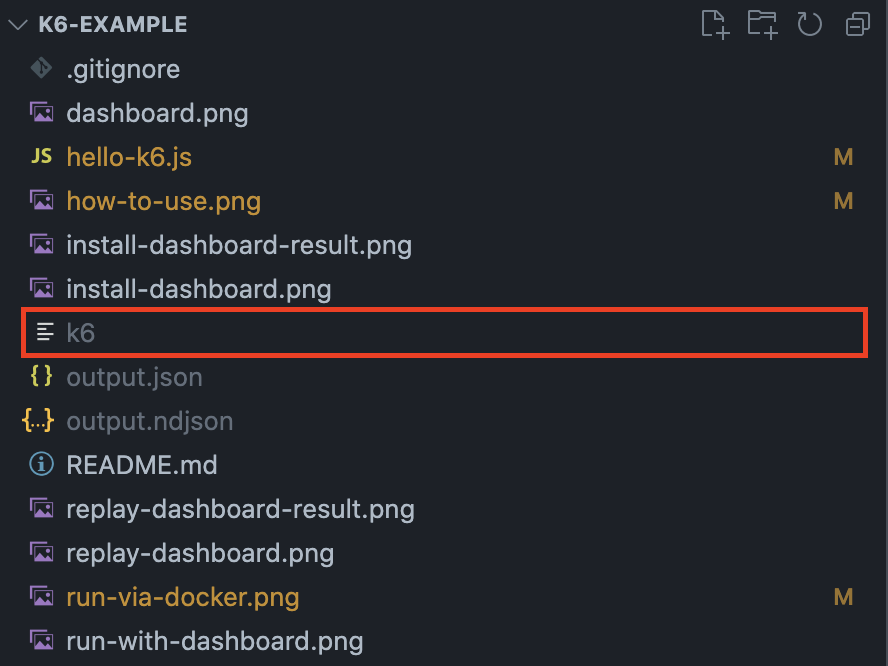 K6-EXAMPLE
.gitignore
dashboard.png
JS hello-k6.js M
how-to-use.png M
install-dashboard-result.png
install-dashboard.png
k6
{} output.json
{...} output.ndjson
README.md
replay-dashboard-result.png
replay-dashboard.png
run-via-docker.png M
run-with-dashboard.png